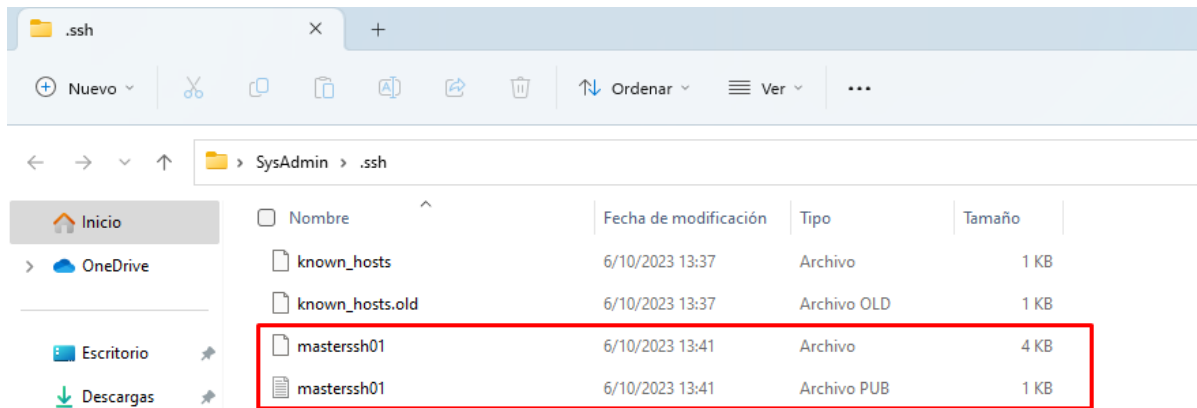 .ssh
Nuevo
Ordenar
Ver
SysAdmin > .ssh
Inicio
OneDrive
Escritorio
Descargas
Nombre Fecha de modificación Tipo Tamaño
known_hosts 6/10/2023 13:37 Archivo 1 KB
known_hosts.old 6/10/2023 13:37 Archivo OLD 1 KB
masterssh01 6/10/2023 13:41 Archivo 4 KB
masterssh01 6/10/2023 13:41 Archivo PUB 1 KB